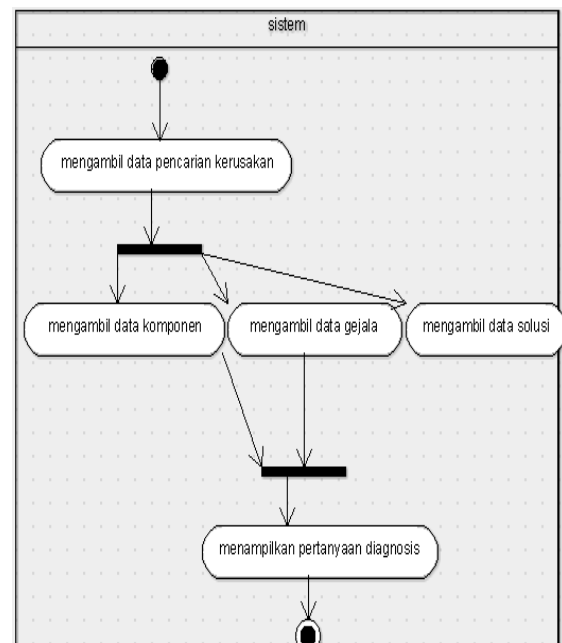 sistem
mengambil data pencarian kerusakan
mengambil data komponen
mengambil data gejala
mengambil data solusi
menampilkan pertanyaan diagnosis